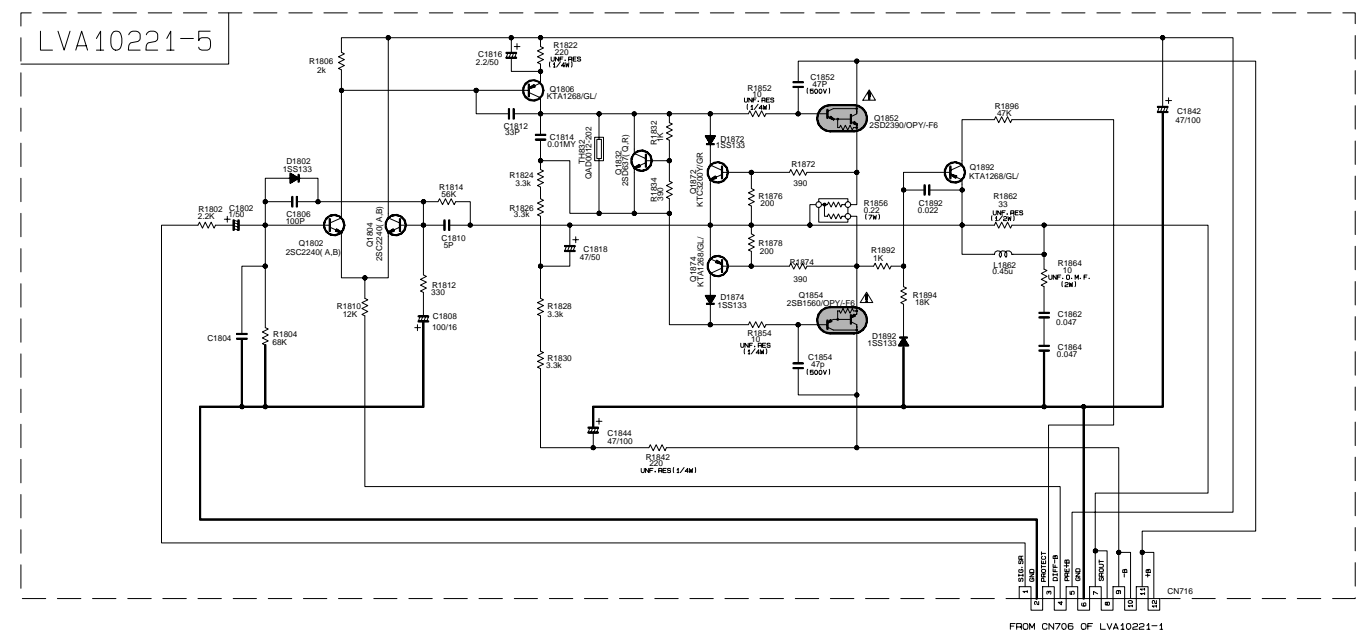 LVA10221-5
R1806
2k
C1816
2.2/50
+
R1822
220
UNF.RES
(1/4W)
Q1806
KTA1268/GL/
C1812
33P
C1814
0.01MY
TH832
QAD0012-202
Q1832
2SD637( Q,R)
R1832
1K
R1834
390
D1872
1SS133
Q1872
KTC3200Y/GR
R1852
10
UNF.RES
(1/4W)
C1852
47P
(500V)
Q1852
2SD2390/OPY/-F6
R1896
47K
C1842
47/100
+
D1802
1SS133
C1806
100P
R1802
2.2K
C1802
1/50
+
Q1802
2SC2240( A,B)
Q1804
2SC2240( A,B)
R1814
56K
C1810
5P
R1824
3.3k
R1826
3.3k
C1818
47/50
+
R1872
390
R1876
200
R1856
0.22
(7W)
R1878
200
R1874
390
Q1874
KTA1268/GL/
D1874
1SS133
Q1892
KTA1268/GL/
C1892
0.022
R1862
33
UNF.RES
(1/2W)
L1862
0.45u
R1892
1K
R1894
18K
R1864
10
UNF.O.M.F.
(2W)
C1862
0.047
C1864
0.047
D1892
1SS133
Q1854
2SB1560/OPY/-F6
R1854
10
UNF.RES
(1/4W)
C1854
47p
(500V)
R1812
330
C1808
100/16
+
R1810
12K
C1804
R1804
68K
R1828
3.3k
R1830
3.3k
C1844
47/100
+
R1842
220
UNF.RES(1/4W)
SIG.SR
GND
PROTECT
DIFF-B
PRE+B
GND
SROUT
-B
+B
1
2
3
4
5
6
7
8
9
10
11
12
CN716
FROM CN706 OF LVA10221-1